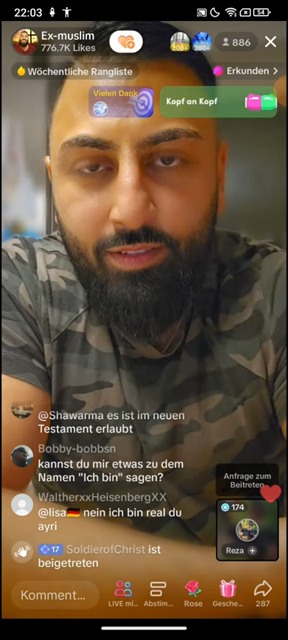 22:03
54
Ex-muslim
776.7K Likes
886
Wöchentliche Rangliste
Erkunden
Vielen Dank
Kopf an Kopf
@Shawarma es ist im neuen
Testament erlaubt
Bobby-bobbsn
kannst du mir etwas zu dem
Namen "Ich bin" sagen?
WaltherxxHeisenbergXX
@lisa🇩🇪 nein ich bin real du
ayri
17 SoldierofChrist ist
beigetreten
Anfrage zum
Beitreten
174
Reza +
Komment...
LIVE mi...
Abstim...
Rose
Gesche...
287